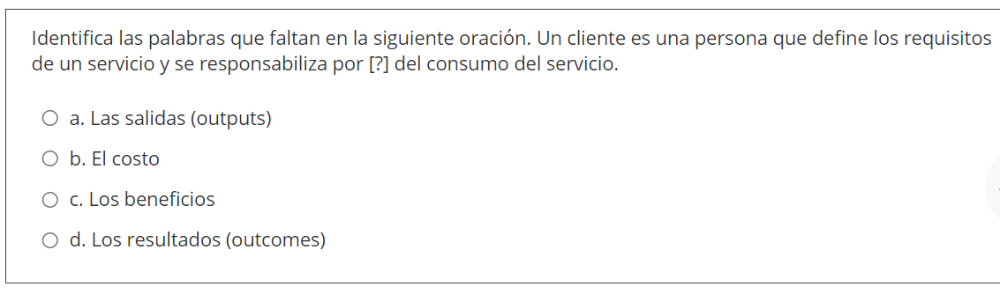 Identifica las palabras que faltan en la siguiente oración. Un cliente es una persona que define los requisitos
de un servicio y se responsabiliza por [?] del consumo del servicio.
a. Las salidas (outputs)
b. El costo
c. Los beneficios
d. Los resultados (outcomes)